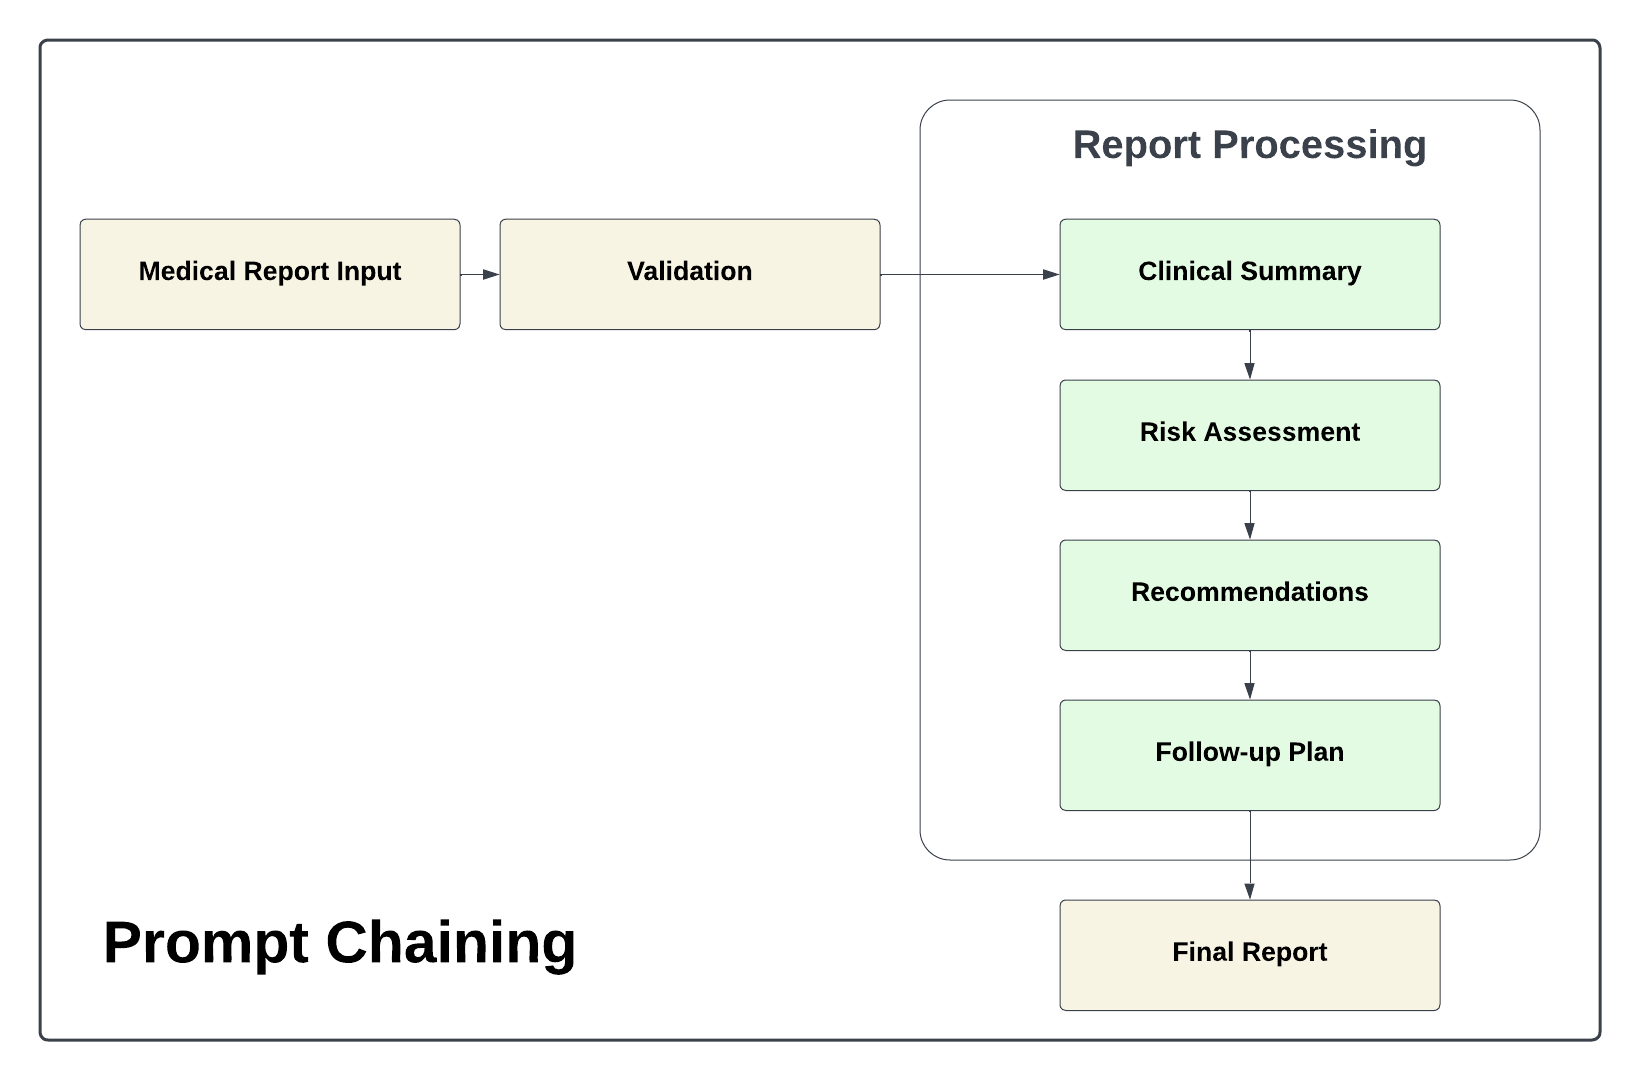 Report Processing
Medical Report Input
Validation
Clinical Summary
Risk Assessment
Recommendations
Follow-up Plan
Final Report
Prompt Chaining